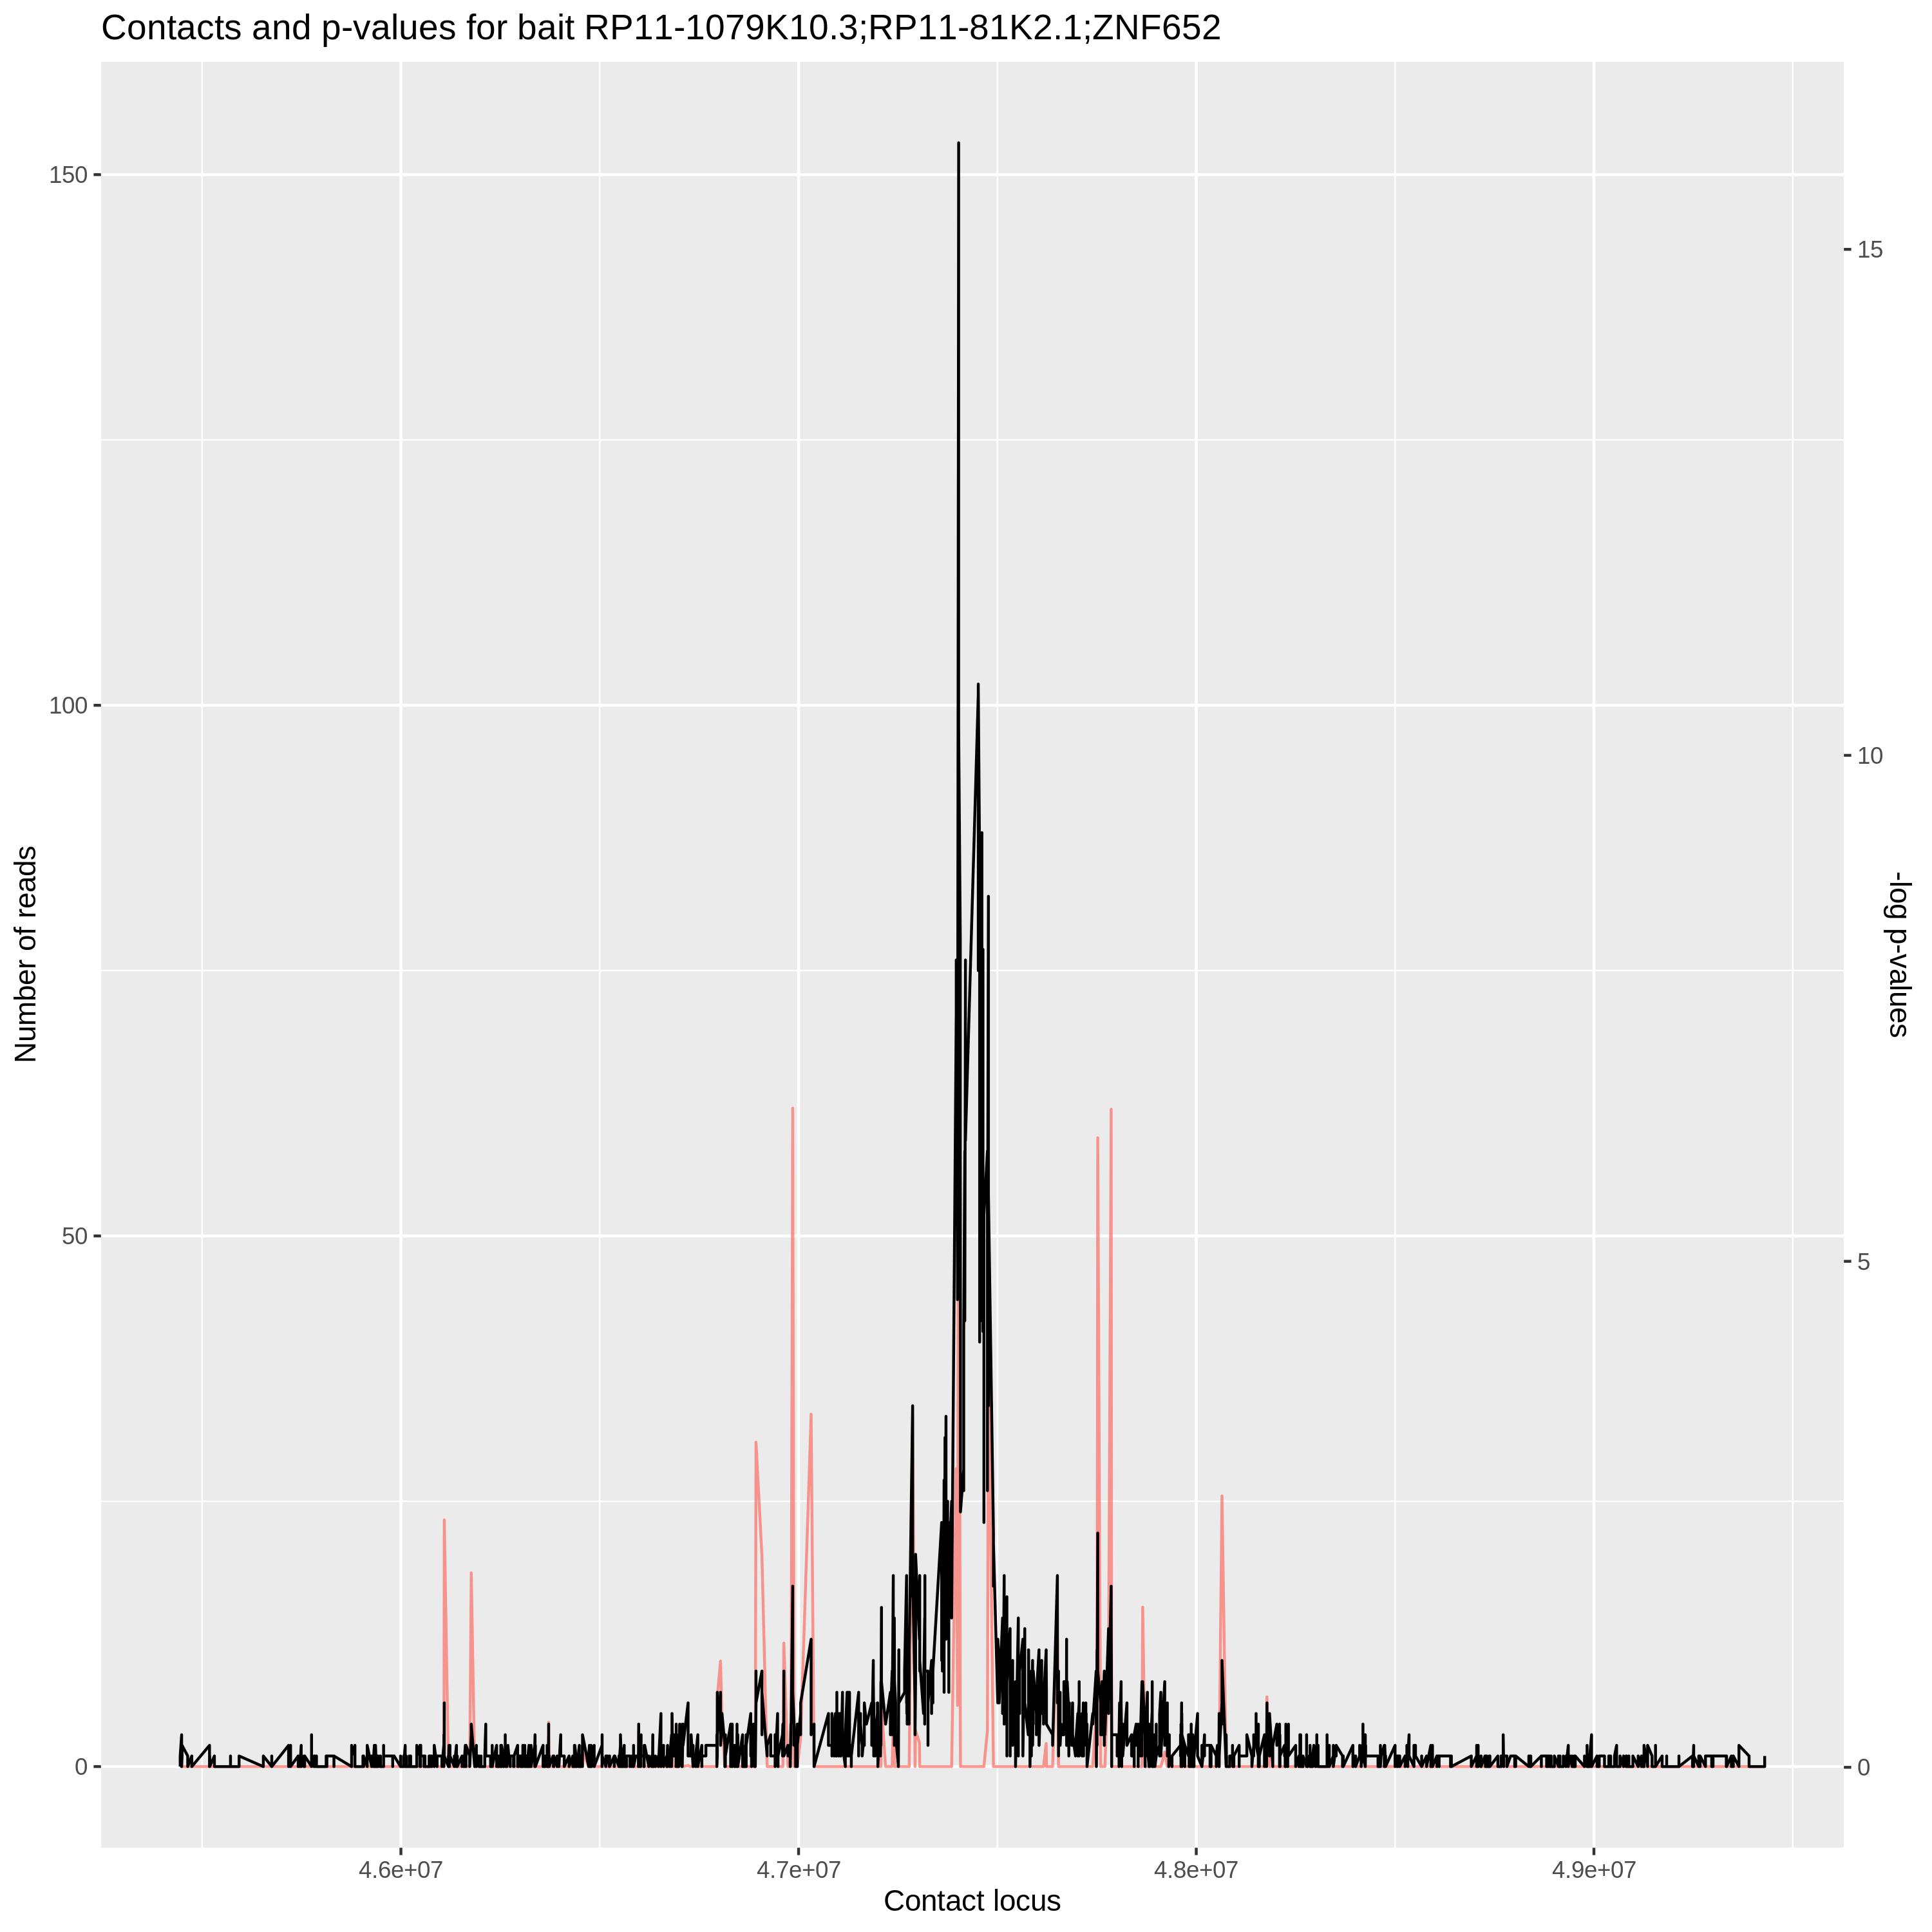 Contacts and p-values for bait RP11-1079K10.3;RP11-81K2.1;ZNF652
150
100
50
0
Number of reads
15
10
5
0
-log p-values
4.6e+07
4.7e+07
4.8e+07
4.9e+07
Contact locus